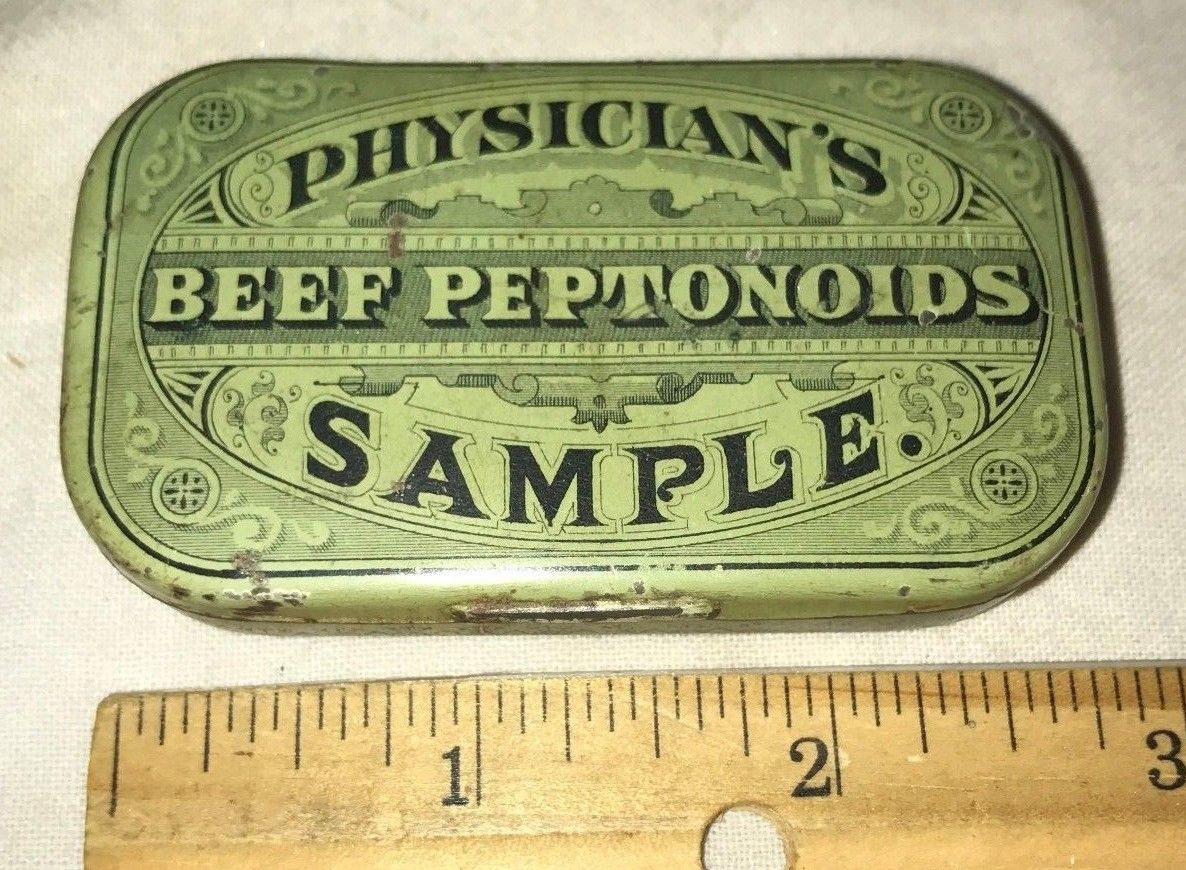 PHYSICIAN'S
BEEF PEPTONOIDS
SAMPLE.
1 2 3